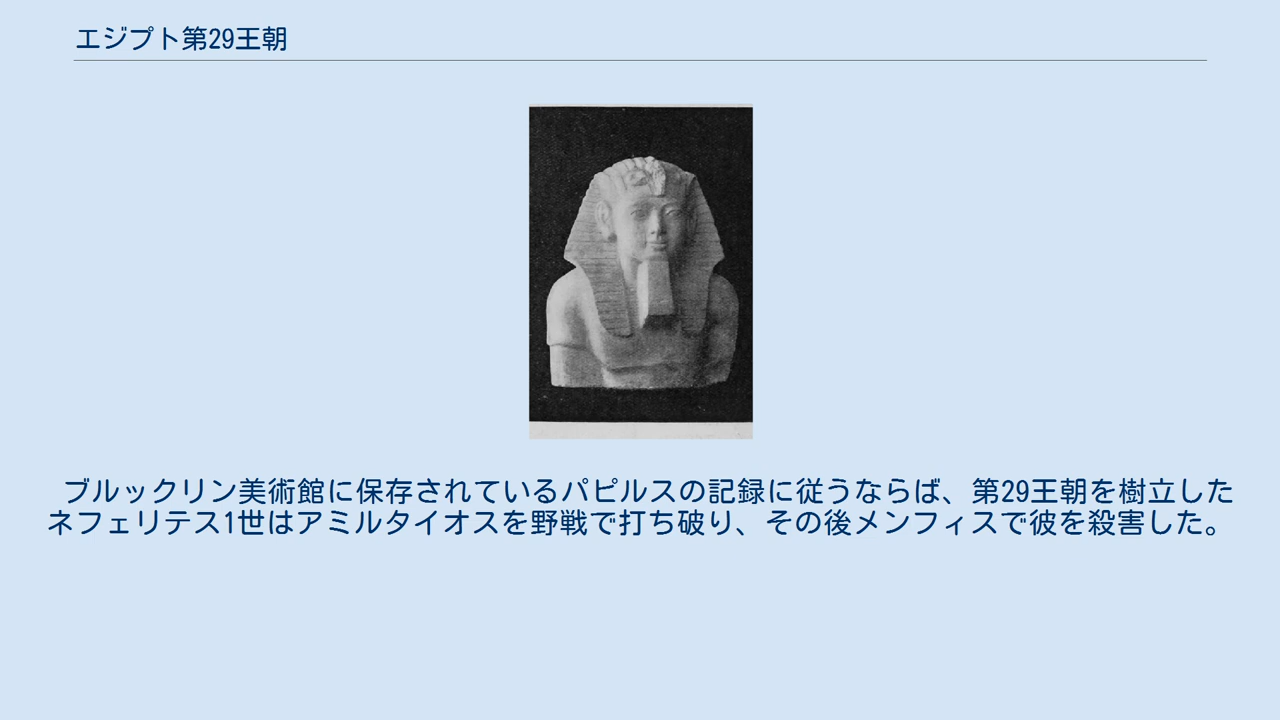 エジプト第29王朝
ブルックリン美術館に保存されているパピルスの記録に従うならば、第29王朝を樹立した
ネフェリテス1世はアミルタイオスを野戦で打ち破り、その後メンフィスで彼を殺害した。